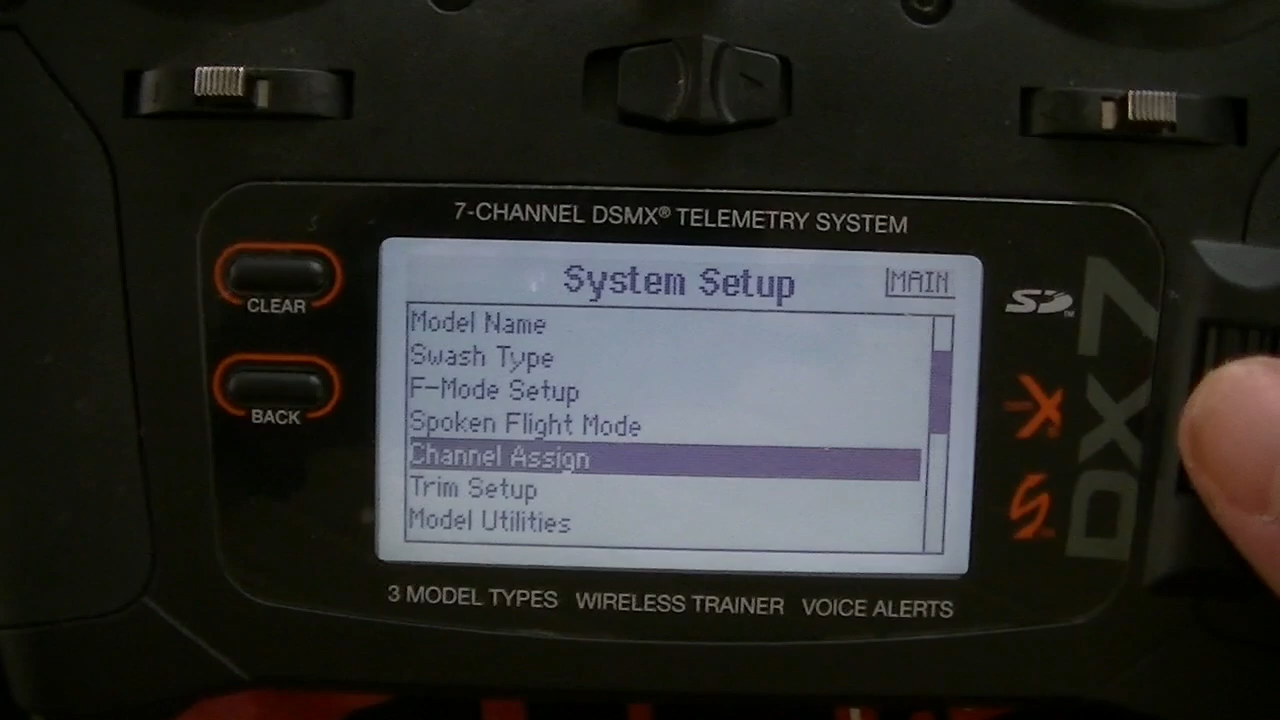 7-CHANNEL DSMX® TELEMETRY SYSTEM
System Setup
MAIN
CLEAR
BACK
Model Name
Swash Type
F-Mode Setup
Spoken Flight Mode
Channel Assign
Trim Setup
Model Utilities
SD™
DX7
3 MODEL TYPES WIRELESS TRAINER VOICE ALERTS